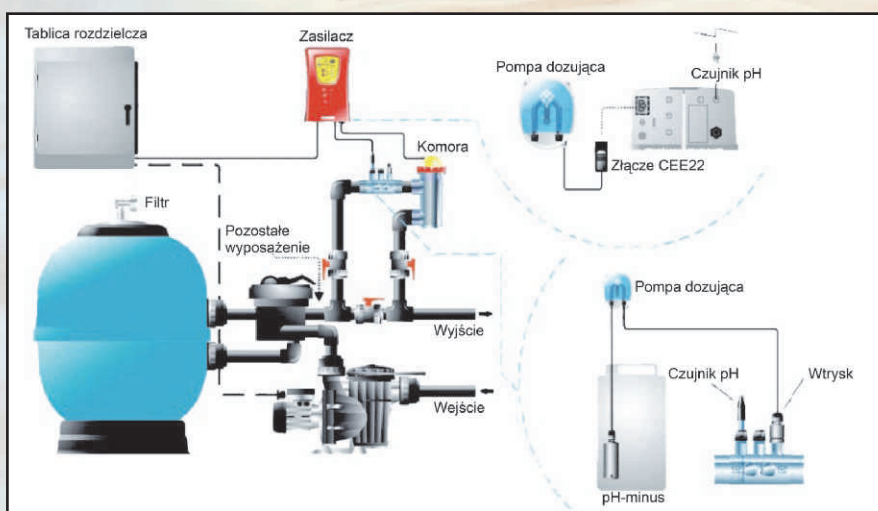 Tablica rozdzielcza
Zasilacz
Pompa dozująca
Czujnik pH
Komora
Złącze CEE22
Filtr
Pozostałe
wyposażenie
Wyjście
Wejście
Pompa dozująca
Czujnik pH
Wtrysk
pH-minus